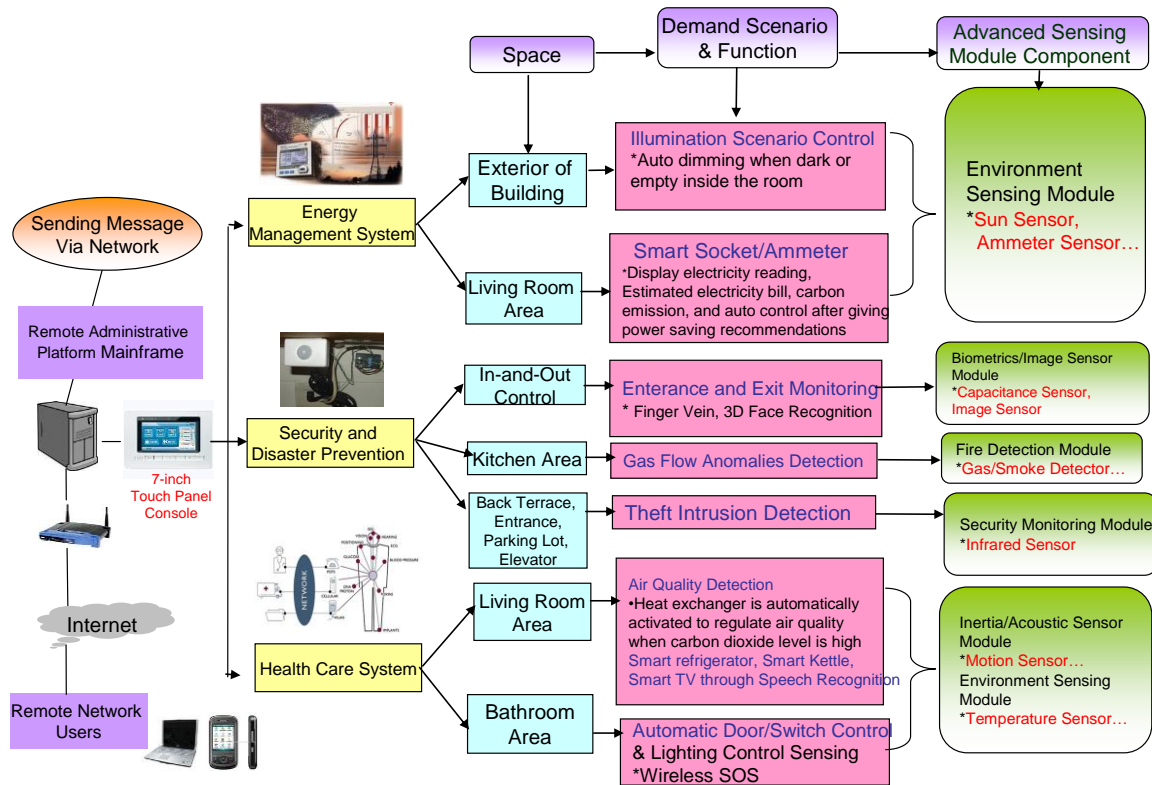 Space
Demand Scenario
& Function
Advanced Sensing
Module Component
Sending Message
Via Network
Remote Administrative
Platform Mainframe
7-inch
Touch Panel
Console
Internet
Remote Network
Users
Energy
Management System
Exterior of
Building
Illumination Scenario Control
*Auto dimming when dark or
empty inside the room
Living Room
Area
Smart Socket/Ammeter
*Display electricity reading,
Estimated electricity bill, carbon
emission, and auto control after giving
power saving recommendations
Environment
Sensing Module
*Sun Sensor,
Ammeter Sensor…
Security and
Disaster Prevention
In-and-Out
Control
Enterance and Exit Monitoring
* Finger Vein, 3D Face Recognition
Biometrics/Image Sensor
Module
*Capacitance Sensor,
Image Sensor
Kitchen Area
Gas Flow Anomalies Detection
Fire Detection Module
*Gas/Smoke Detector…
Back Terrace,
Entrance,
Parking Lot,
Elevator
Theft Intrusion Detection
Security Monitoring Module
*Infrared Sensor
NETWORK
VISION
HEARING
POSITIONING
GLUCOSE
ECG
BLOOD PRESSURE
CELLULAR
IMPLANTS
Health Care System
Living Room
Area
Air Quality Detection
•Heat exchanger is automatically
activated to regulate air quality
when carbon dioxide level is high
Smart refrigerator, Smart Kettle,
Smart TV through Speech Recognition
Bathroom
Area
Automatic Door/Switch Control
& Lighting Control Sensing
*Wireless SOS
Inertia/Acoustic Sensor
Module
*Motion Sensor…
Environment Sensing
Module
*Temperature Sensor…